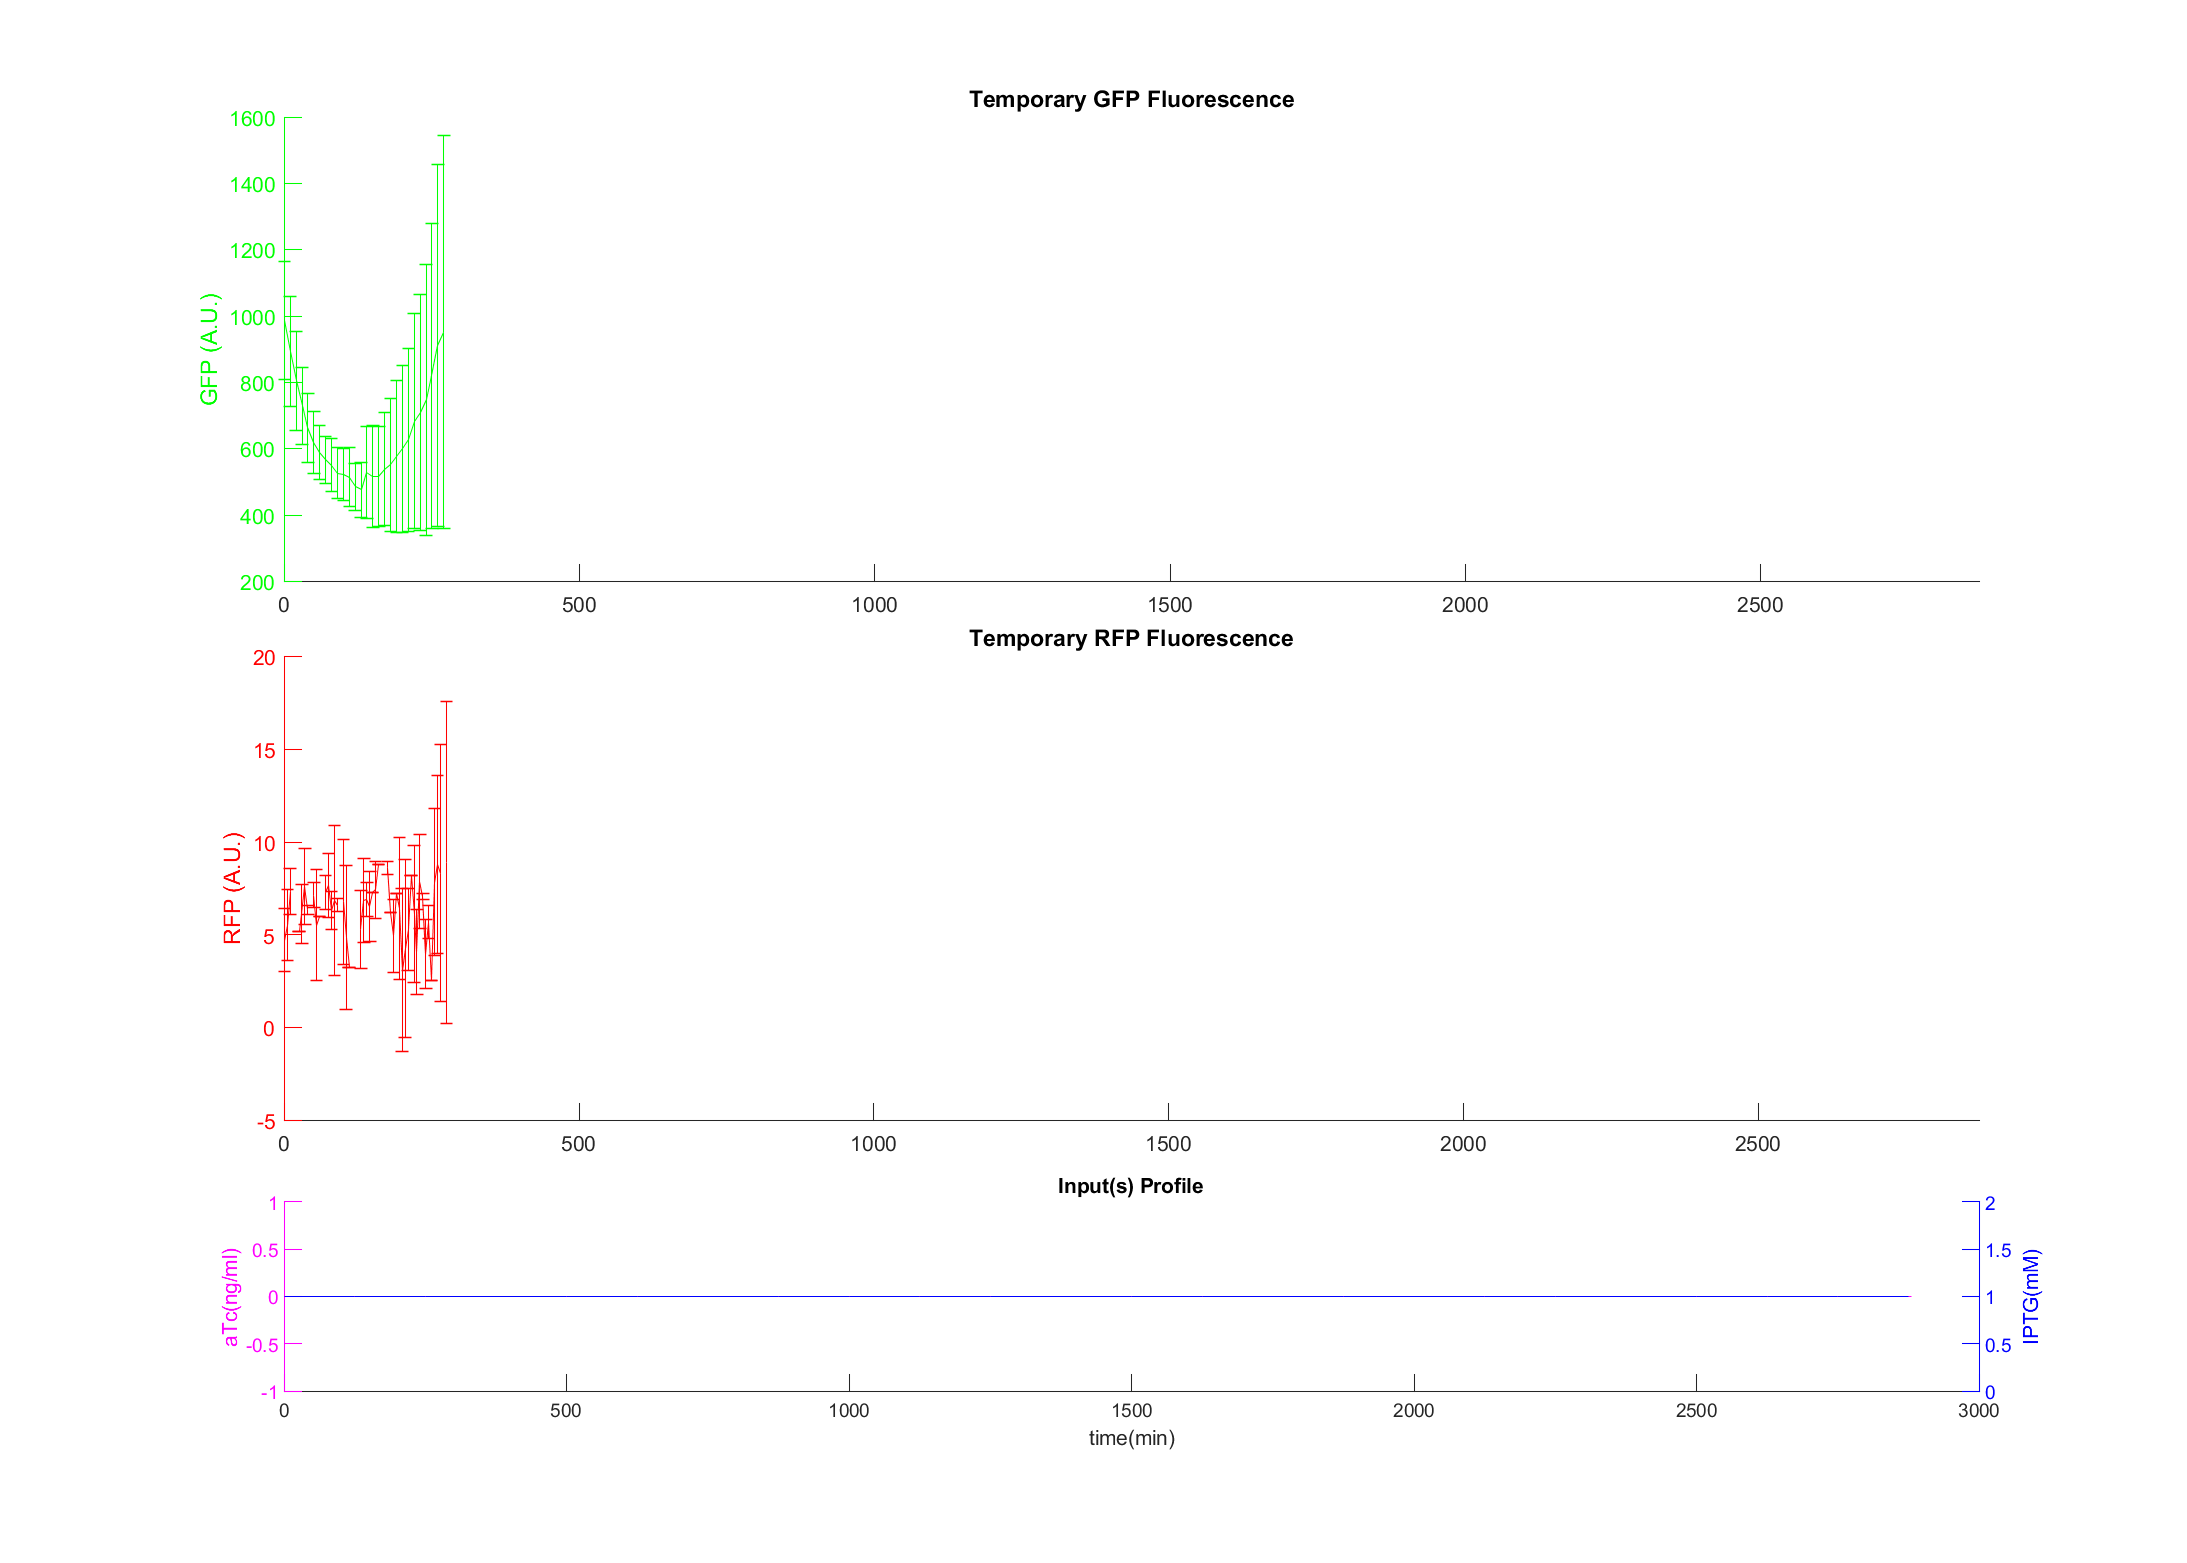 Temporary GFP Fluorescence
1600
1400
1200
1000
800
600
400
200
GFP (A.U.)
0 500 1000 1500 2000 2500
Temporary RFP Fluorescence
20
15
10
5
0
-5
RFP (A.U.)
0 500 1000 1500 2000 2500
Input(s) Profile
1 2
0.5 1.5
0 1
-0.5 0.5
-1 0
aTc(ng/ml)
IPTG(mM)
0 500 1000 1500 2000 2500 3000
time(min)